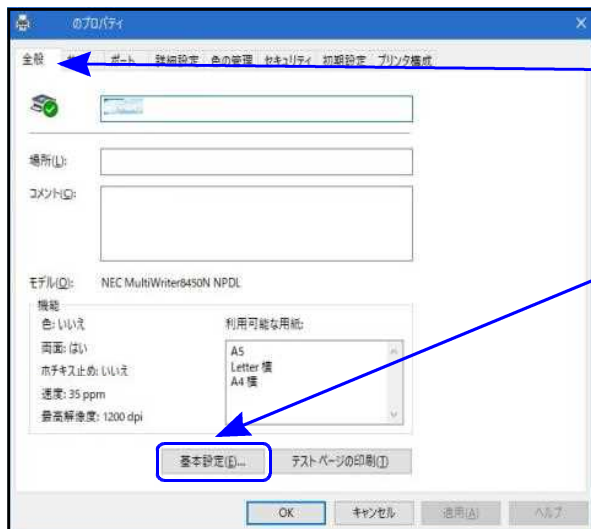 のプロパティ
全般 ポート 詳細設定 色の管理 セキュリティ 初期設定 プリンタ構成
場所(L):
コメント(C):
モデル(O): NEC MultiWriter8450N NPDL
機能
色: いいえ 利用可能な用紙:
両面: はい A5
ホチキス止め: いいえ Letter 横
速度: 35 ppm A4 横
最高解像度: 1200 dpi
基本設定(E)... テスト ページの印刷(T)
OK キャンセル 適用(A) ヘルプ